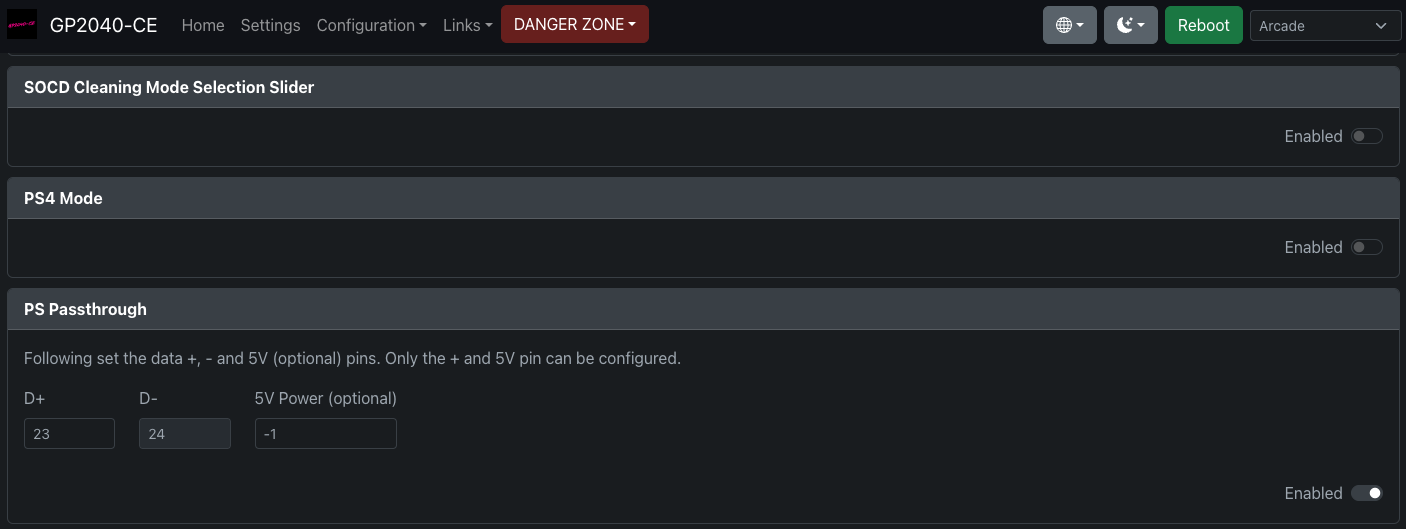 GP2040-CE Home Settings Configuration Links DANGER ZONE Reboot Arcade
SOCD Cleaning Mode Selection Slider
Enabled
PS4 Mode
Enabled
PS Passthrough
Following set the data +, - and 5V (optional) pins. Only the + and 5V pin can be configured.
D+ D- 5V Power (optional)
23 24 -1
Enabled